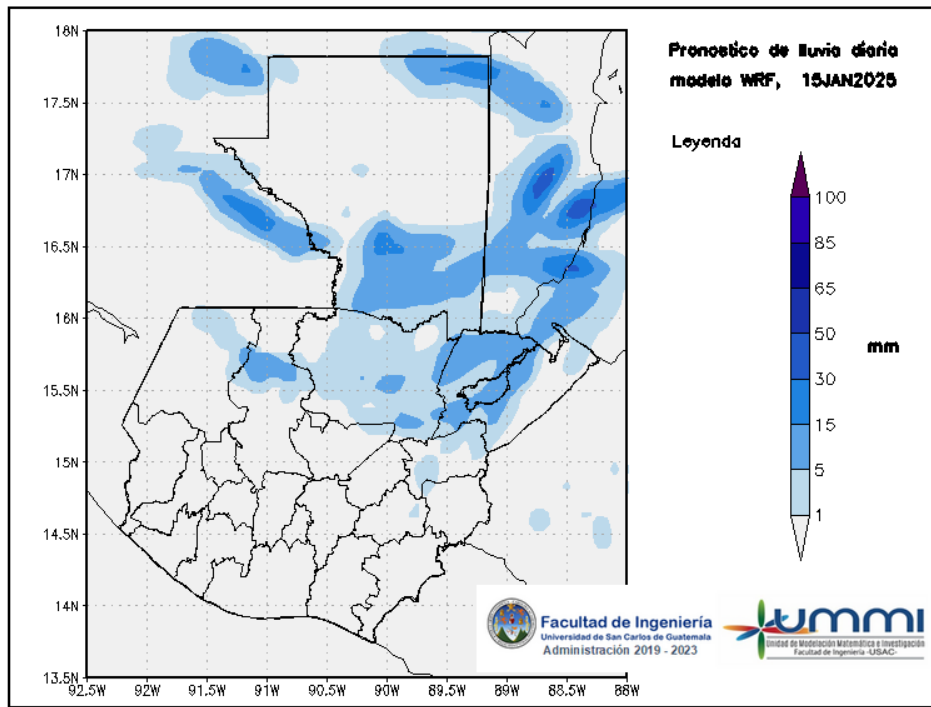 Pronostico de lluvia diaria
modelo WRF, 15JAN2025
Leyenda
100
85
65
50
30
15
5
1
mm
18N
17.5N
17N
16.5N
16N
15.5N
15N
14.5N
14N
13.5N
92.5W
92W
91.5W
91W
90.5W
90W
89.5W
89W
88.5W
88W
Facultad de Ingeniería
Universidad de San Carlos de Guatemala
Administración 2019 - 2023
UMMI
Unidad de Modelación Matemática e Investigación
Facultad de Ingeniería -USAC-